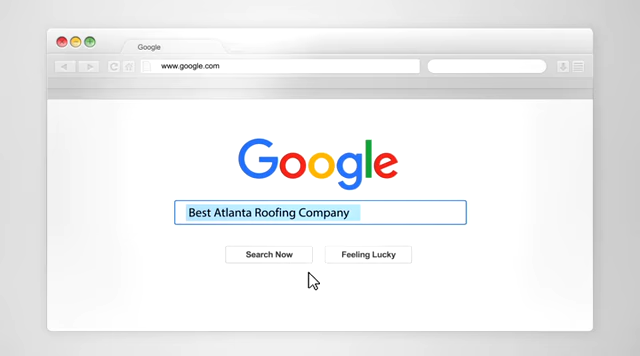 Google
www.google.com
Google
Best Atlanta Roofing Company
Search Now
Feeling Lucky